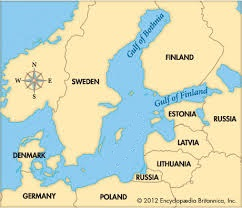 Gulf of Bothnia
FINLAND
N
W E
S
SWEDEN
Gulf of Finland
ESTONIA
RUSSIA
LATVIA
DENMARK
LITHUANIA
RUSSIA
GERMANY
POLAND
© 2012 Encyclopædia Britannica, Inc.